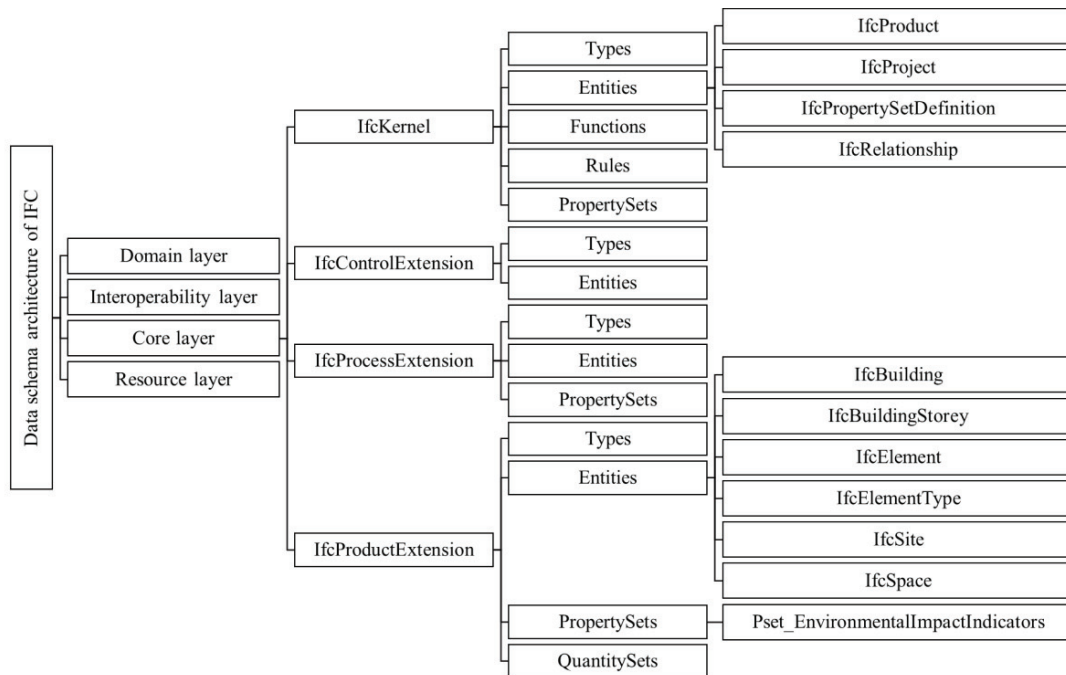 Data schema architecture of IFC
Domain layer
Interoperability layer
Core layer
Resource layer
IfcKernel
Types
Entities
IfcProduct
IfcProject
IfcPropertySetDefinition
IfcRelationship
Functions
Rules
PropertySets
IfcControlExtension
Types
Entities
IfcProcessExtension
Types
Entities
PropertySets
IfcProductExtension
Types
Entities
IfcBuilding
IfcBuildingStorey
IfcElement
IfcElementType
IfcSite
IfcSpace
PropertySets
Pset_EnvironmentalImpactIndicators
QuantitySets